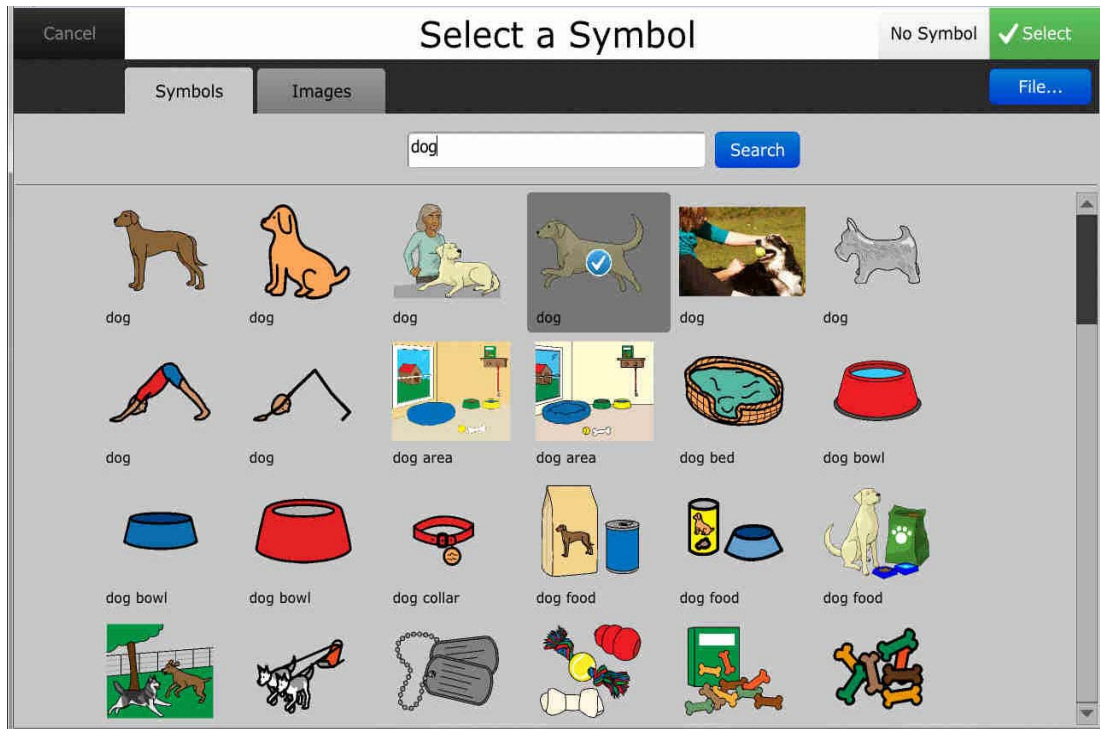 Cancel
Select a Symbol
No Symbol
Select
Symbols
Images
File...
dog
Search
dog
dog
dog
dog
dog
dog
dog
dog
dog area
dog area
dog bed
dog bowl
dog bowl
dog bowl
dog collar
dog food
dog food
dog food